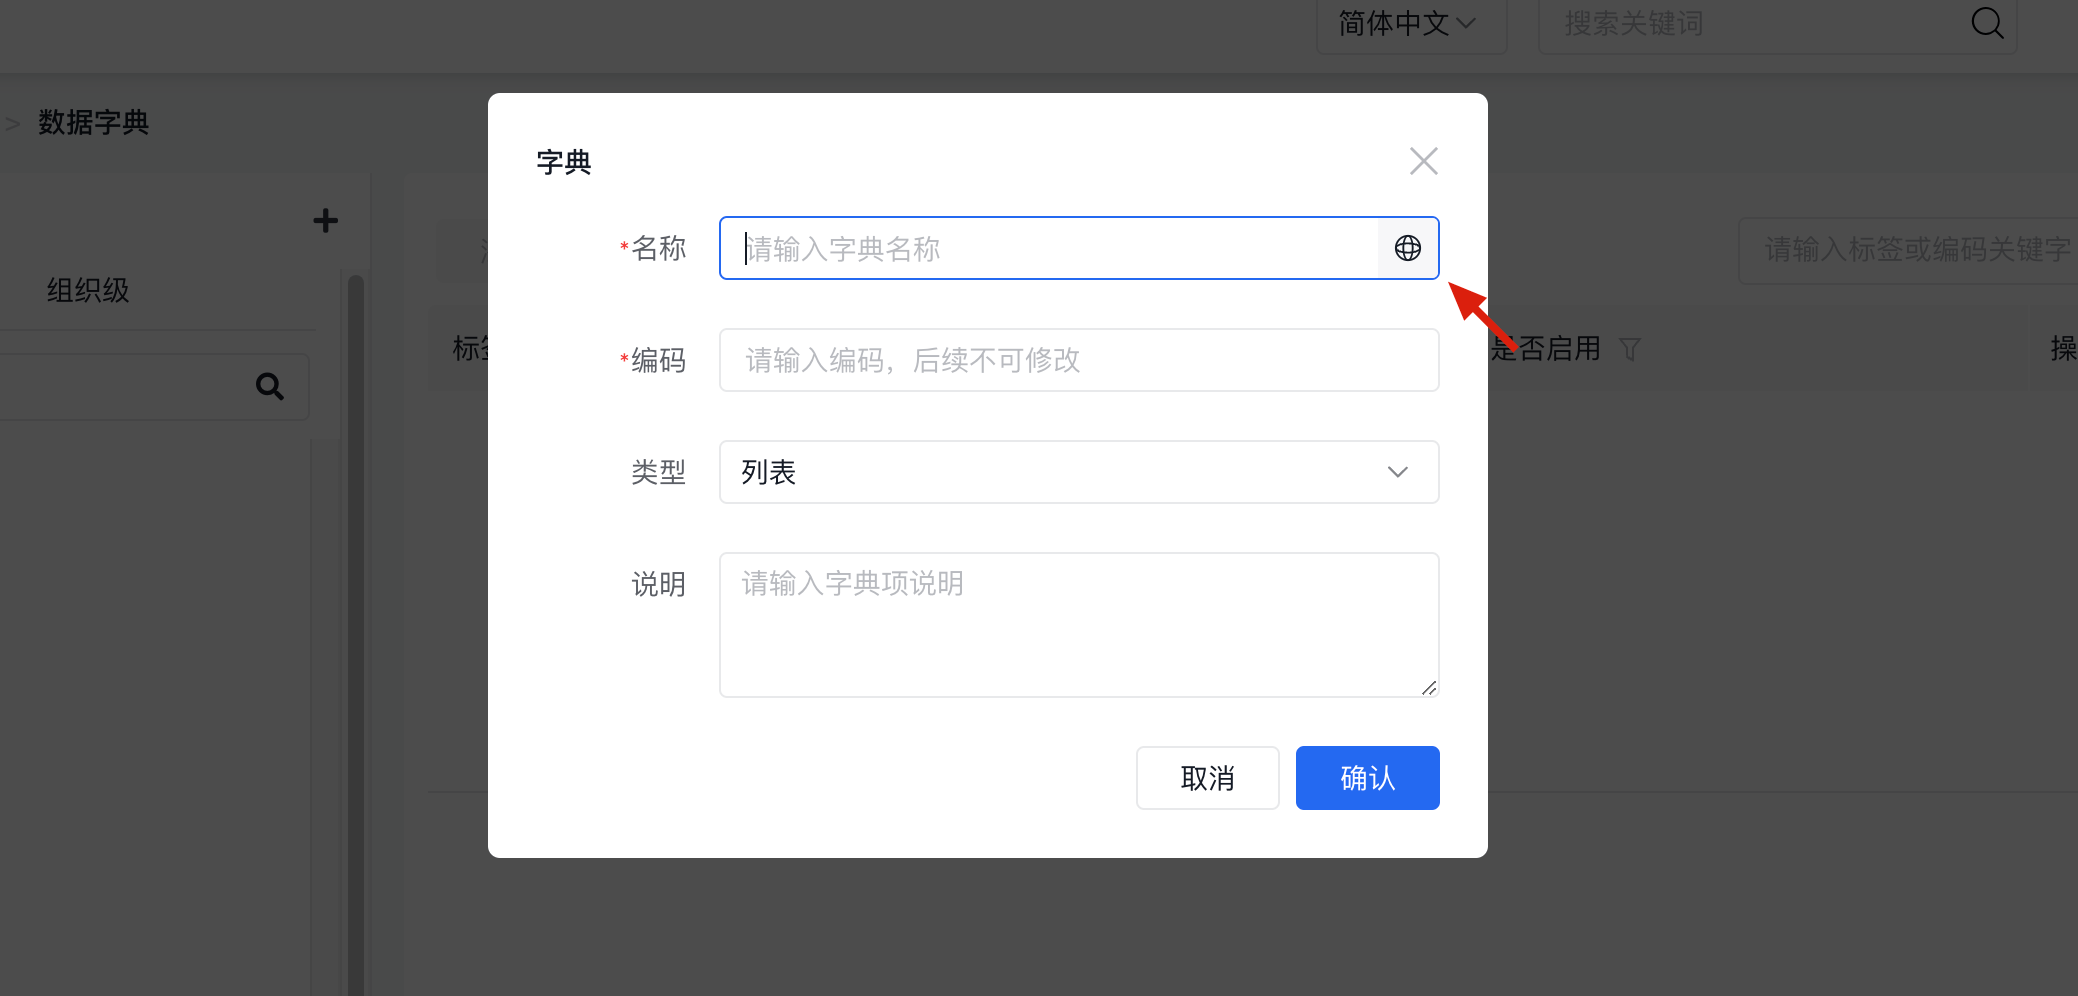 简体中文
搜索关键词
> 数据字典
字典
*名称
请输入字典名称
请输入标签或编码关键字
组织级
标
是否启用
操
*编码
请输入编码，后续不可修改
类型
列表
说明
请输入字典项说明
取消
确认